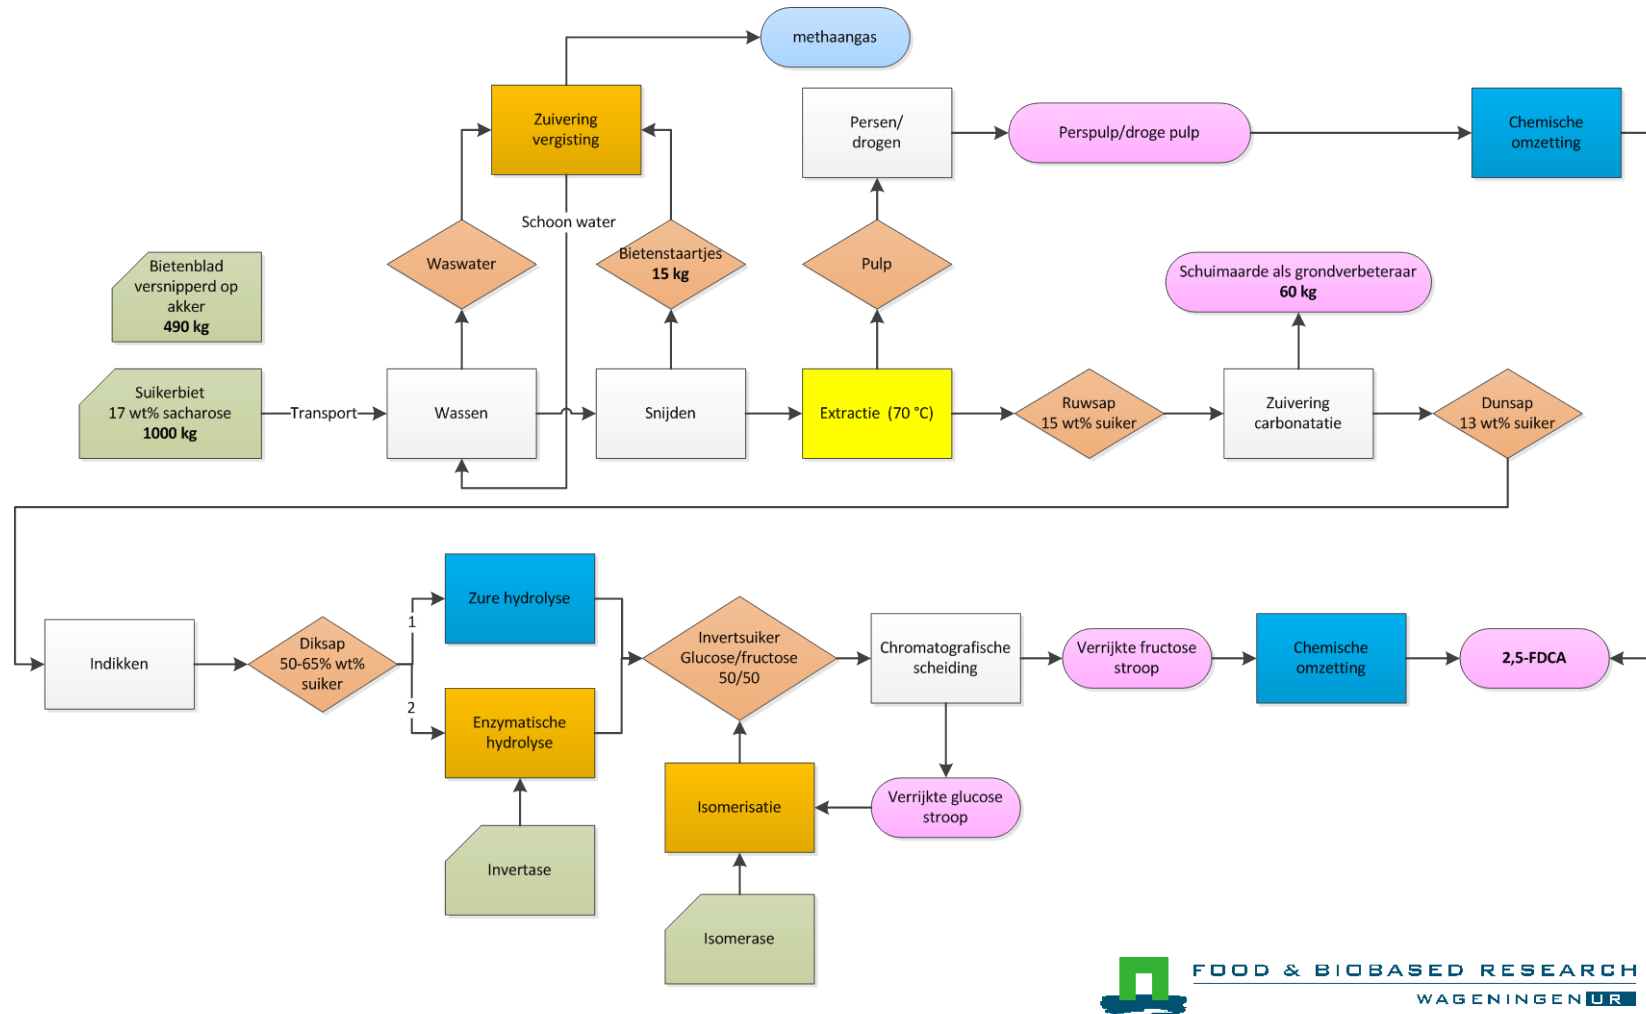 methaangas
Zuivering
vergisting
Persen/
drogen
Perspulp/droge pulp
Chemische
omzetting
Schoon water
Waswater
Bietenstaartjes
15 kg
Pulp
Bietenblad
versnipperd op
akker
490 kg
Schuimaarde als grondverbeteraar
60 kg
Suikerbiet
17 wt% sacharose
1000 kg
Transport
Wassen
Snijden
Extractie (70 °C)
Ruwsap
15 wt% suiker
Zuivering
carbonatatie
Dunsap
13 wt% suiker
Indikken
Diksap
50-65% wt%
suiker
1
2
Zure hydrolyse
Enzymatische
hydrolyse
Invertsuiker
Glucose/fructose
50/50
Chromatografische
scheiding
Verrijkte fructose
stroop
Chemische
omzetting
2,5-FDCA
Isomerisatie
Verrijkte glucose
stroop
Invertase
Isomerase
FOOD & BIOBASED RESEARCH
WAGENINGEN UR